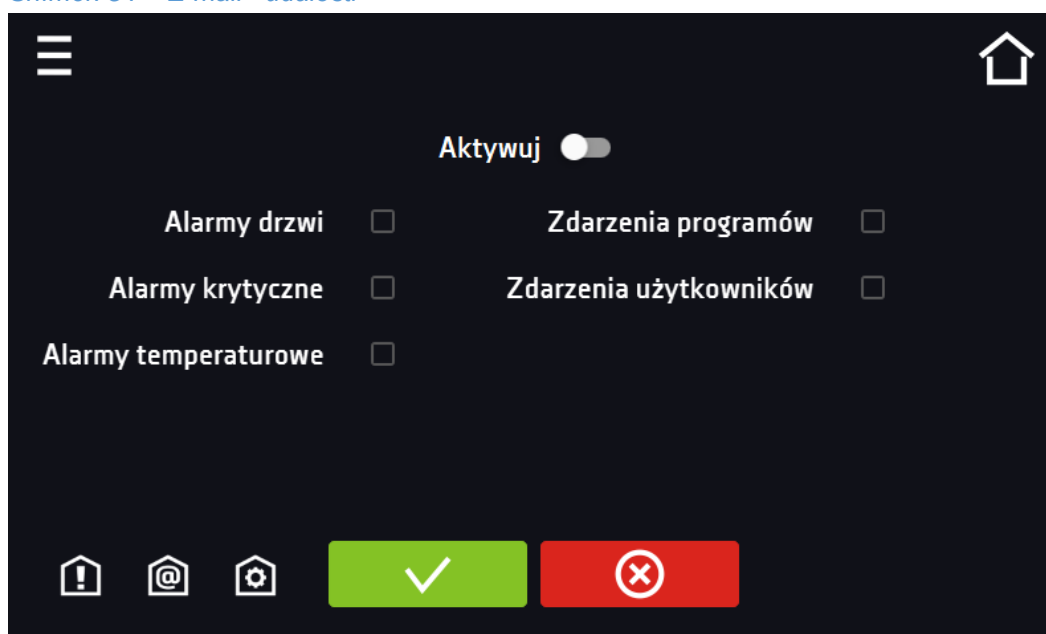 Aktywuj
Alarmy drzwi
Zdarzenia programów
Alarmy krytyczne
Zdarzenia użytkowników
Alarmy temperaturowe